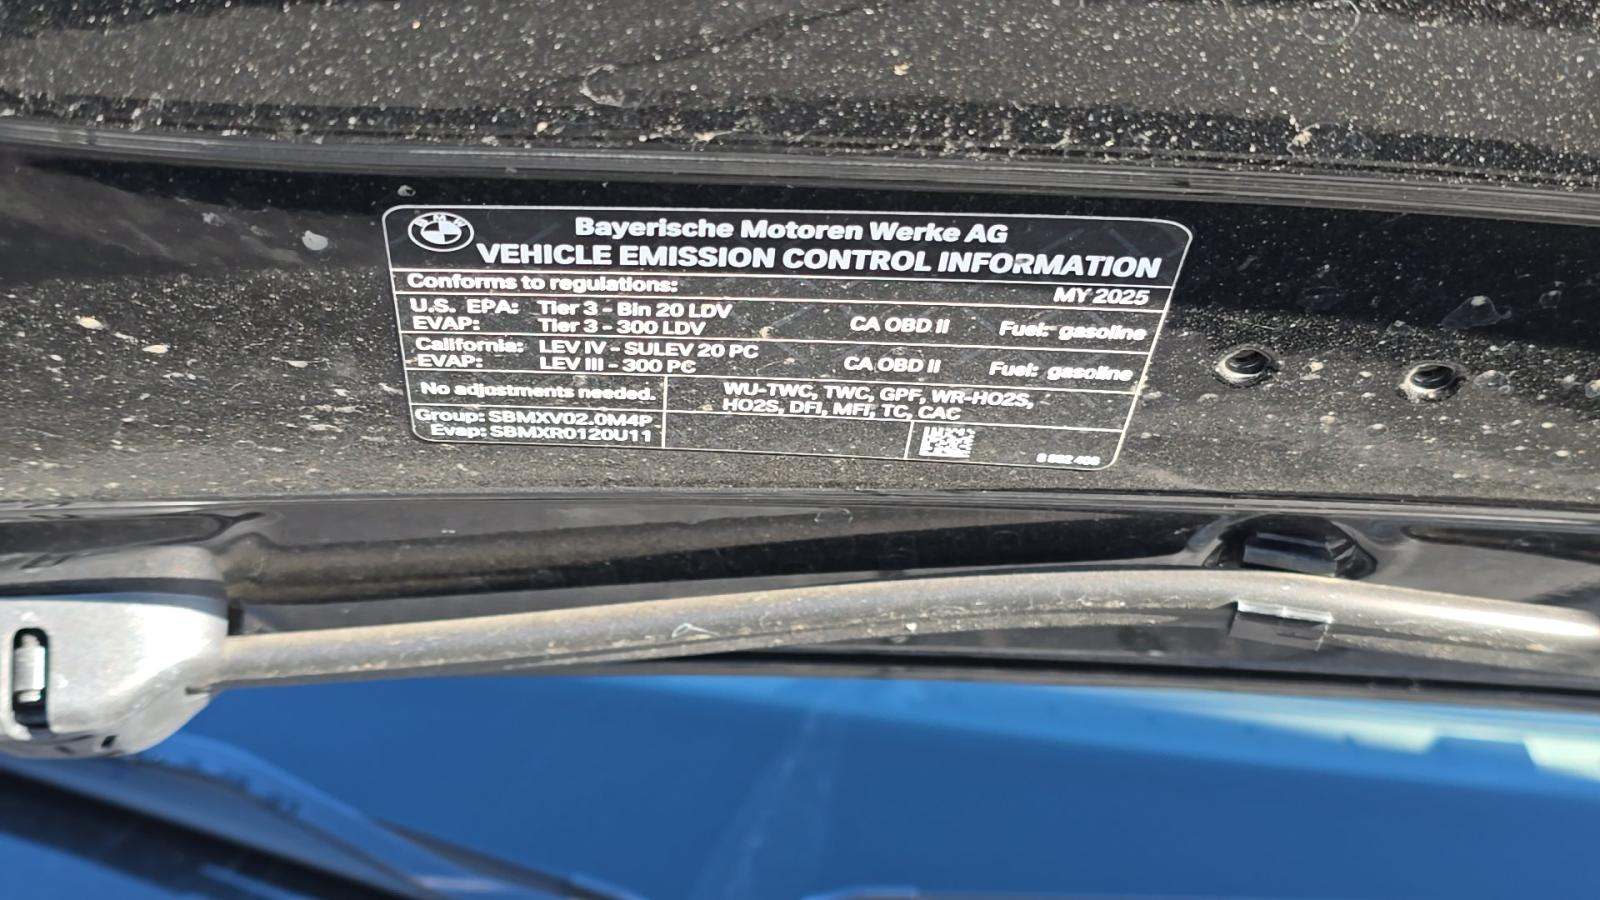 BMW
Bayerische Motoren Werke AG
VEHICLE EMISSION CONTROL INFORMATION
Conforms to regulations: MY 2025
U.S. EPA: Tier 3 - Bin 20 LDV CA OBD II Fuel: gasoline
EVAP: Tier 3 - 300 LDV
California: LEV IV - SULEV 20 PC CA OBD II Fuel: gasoline
EVAP: LEV III - 300 PC
No adjustments needed. WU-TWC, TWC, GPF, WR-HO2S,
HO2S, DFI, MFI, TC, CAC
Group: SBMXV02.0M4P
Evap: SBMXR0120U11